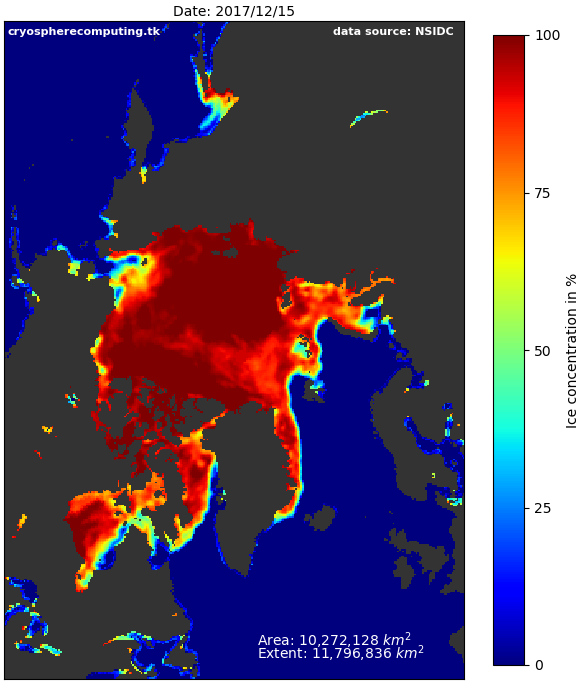 Date: 2017/12/15
cryospherecomputing.tk
data source: NSIDC
100
75
50
25
0
Ice concentration in %
Area: 10,272,128 km²
Extent: 11,796,836 km²